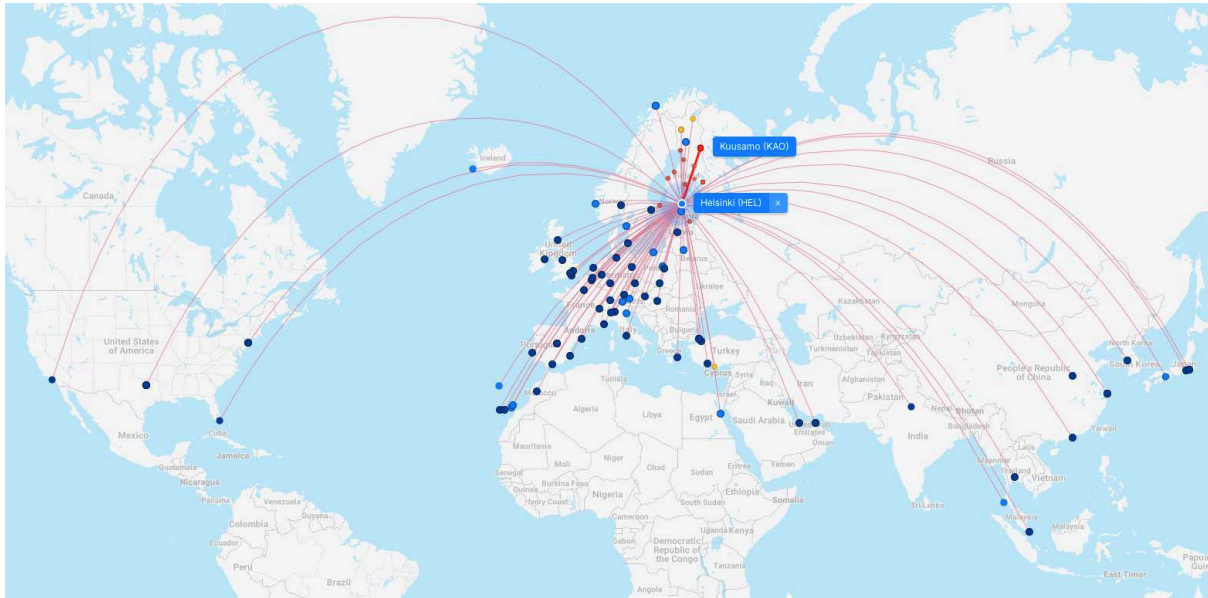 Iceland
Kuusamo (KAO)
Russia
Canada
Helsinki (HEL)
×
Norway
United
Kingdom
Belarus
Ukraine
Kazakhstan
France
Romania
Mongolia
United States
of America
Andorra
Italy
Bulgaria
Uzbekistan
Kyrgyzstan
North Korea
Portugal
Greece
Turkey
Turkmenistan
Tajikistan
South Korea
Japan
Cyprus
Syria
People's Republic
of China
Tunisia
Iraq
Iran
Afghanistan
Morocco
Israel
Kuwait
Pakistan
Algeria
Libya
Egypt
Nepal
Bhutan
Mexico
Cuba
Saudi Arabia
United Arab
Emirates
Bangladesh
Taiwan
India
Oman
Jamaica
Mauritania
Myanmar
Laos
Guatemala
Mali
Niger
Chad
Sudan
Eritrea
Yemen
Thailand
Vietnam
Nicaragua
Senegal
Burkina Faso
Guinea
Nigeria
Ethiopia
Somalia
Panama
Venezuela
Ivory Coast
South Sudan
Sri Lanka
Guyana
Colombia
Cameroon
Malaysia
Malaysia
Uganda
Kenya
Ecuador
Gabon
Democratic
Republic of
the Congo
Peru
Tanzania
Papua
East Timor
Brazil
Angola